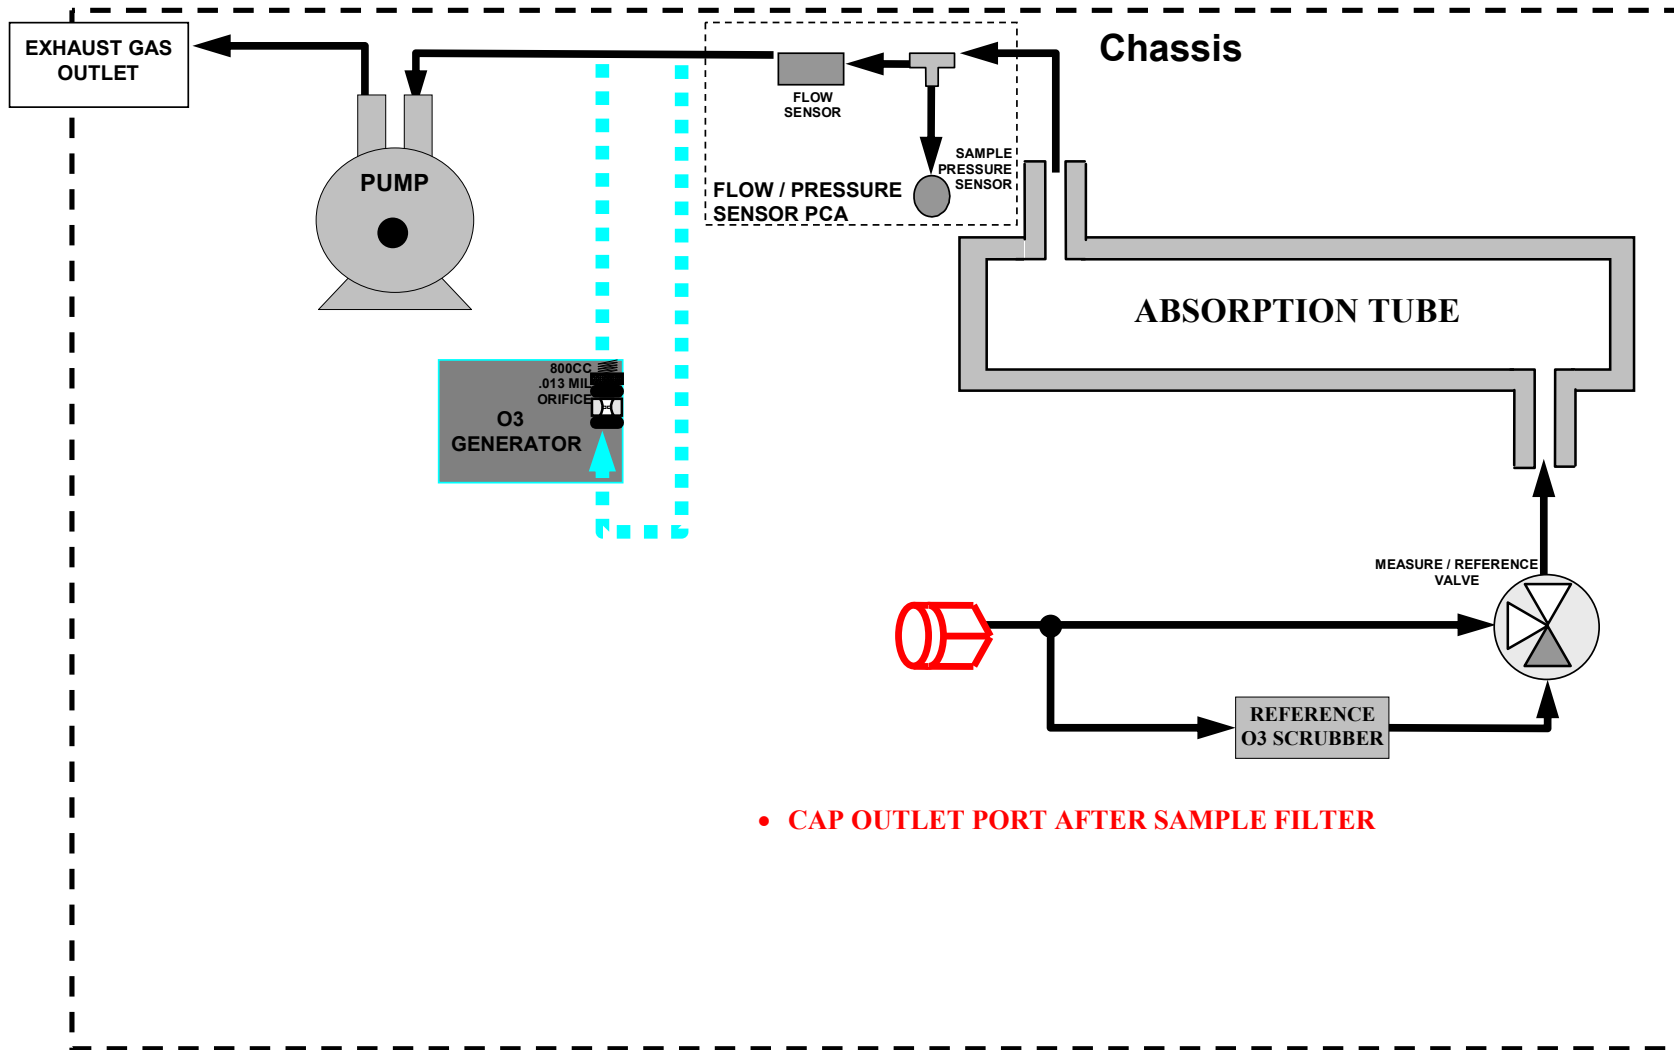 EXHAUST GAS
OUTLET
Chassis
FLOW
SENSOR
SAMPLE
PRESSURE
SENSOR
FLOW / PRESSURE
SENSOR PCA
PUMP
ABSORPTION TUBE
800CC
.013 MIL
ORIFICE
O3
GENERATOR
MEASURE / REFERENCE
VALVE
REFERENCE
O3 SCRUBBER
• CAP OUTLET PORT AFTER SAMPLE FILTER